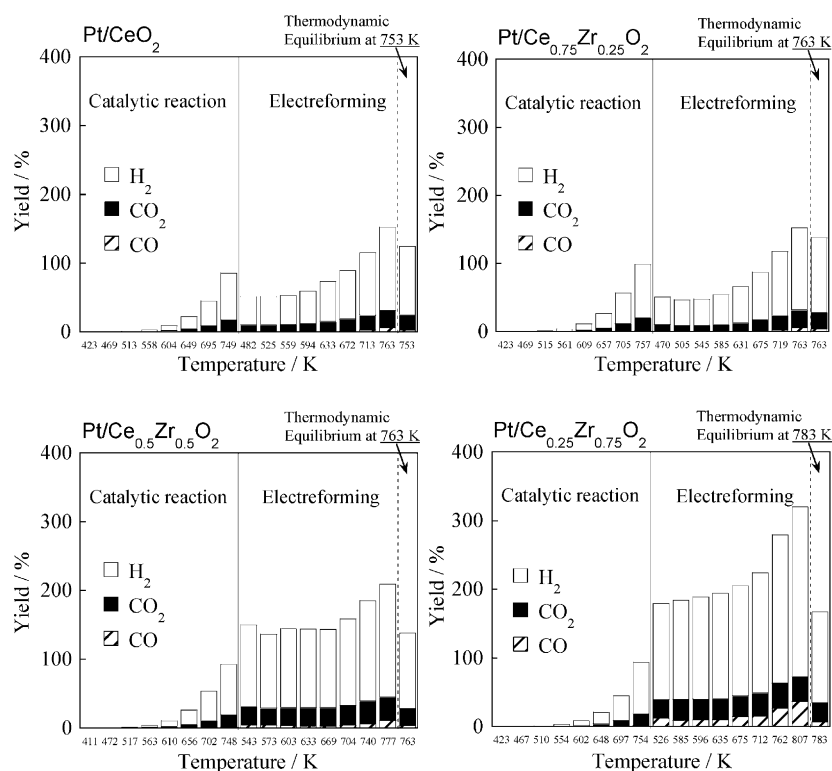 Pt/CeO2
Thermodynamic
Equilibrium at 753 K
400
Catalytic reaction
Electreforming
300
H2
200
CO2
CO
100
0
Yield / %
423 469 513 558 604 649 695 749 482 525 559 594 633 672 713 763 753
Temperature / K
Pt/Ce0.75Zr0.25O2
Thermodynamic
Equilibrium at 763 K
400
Catalytic reaction
Electreforming
300
H2
200
CO2
CO
100
0
Yield / %
423 469 515 561 609 657 705 757 470 505 545 585 631 675 719 763 763
Temperature / K
Pt/Ce0.5Zr0.5O2
Thermodynamic
Equilibrium at 763 K
400
Catalytic reaction
Electreforming
300
H2
200
CO2
CO
100
0
Yield / %
411 472 517 563 610 656 702 748 543 573 603 633 669 704 740 777 763
Temperature / K
Pt/Ce0.25Zr0.75O2
Thermodynamic
Equilibrium at 783 K
400
Catalytic reaction
Electreforming
300
H2
200
CO2
CO
100
0
Yield / %
423 467 510 554 602 648 697 754 526 585 596 635 675 712 762 807 783
Temperature / K